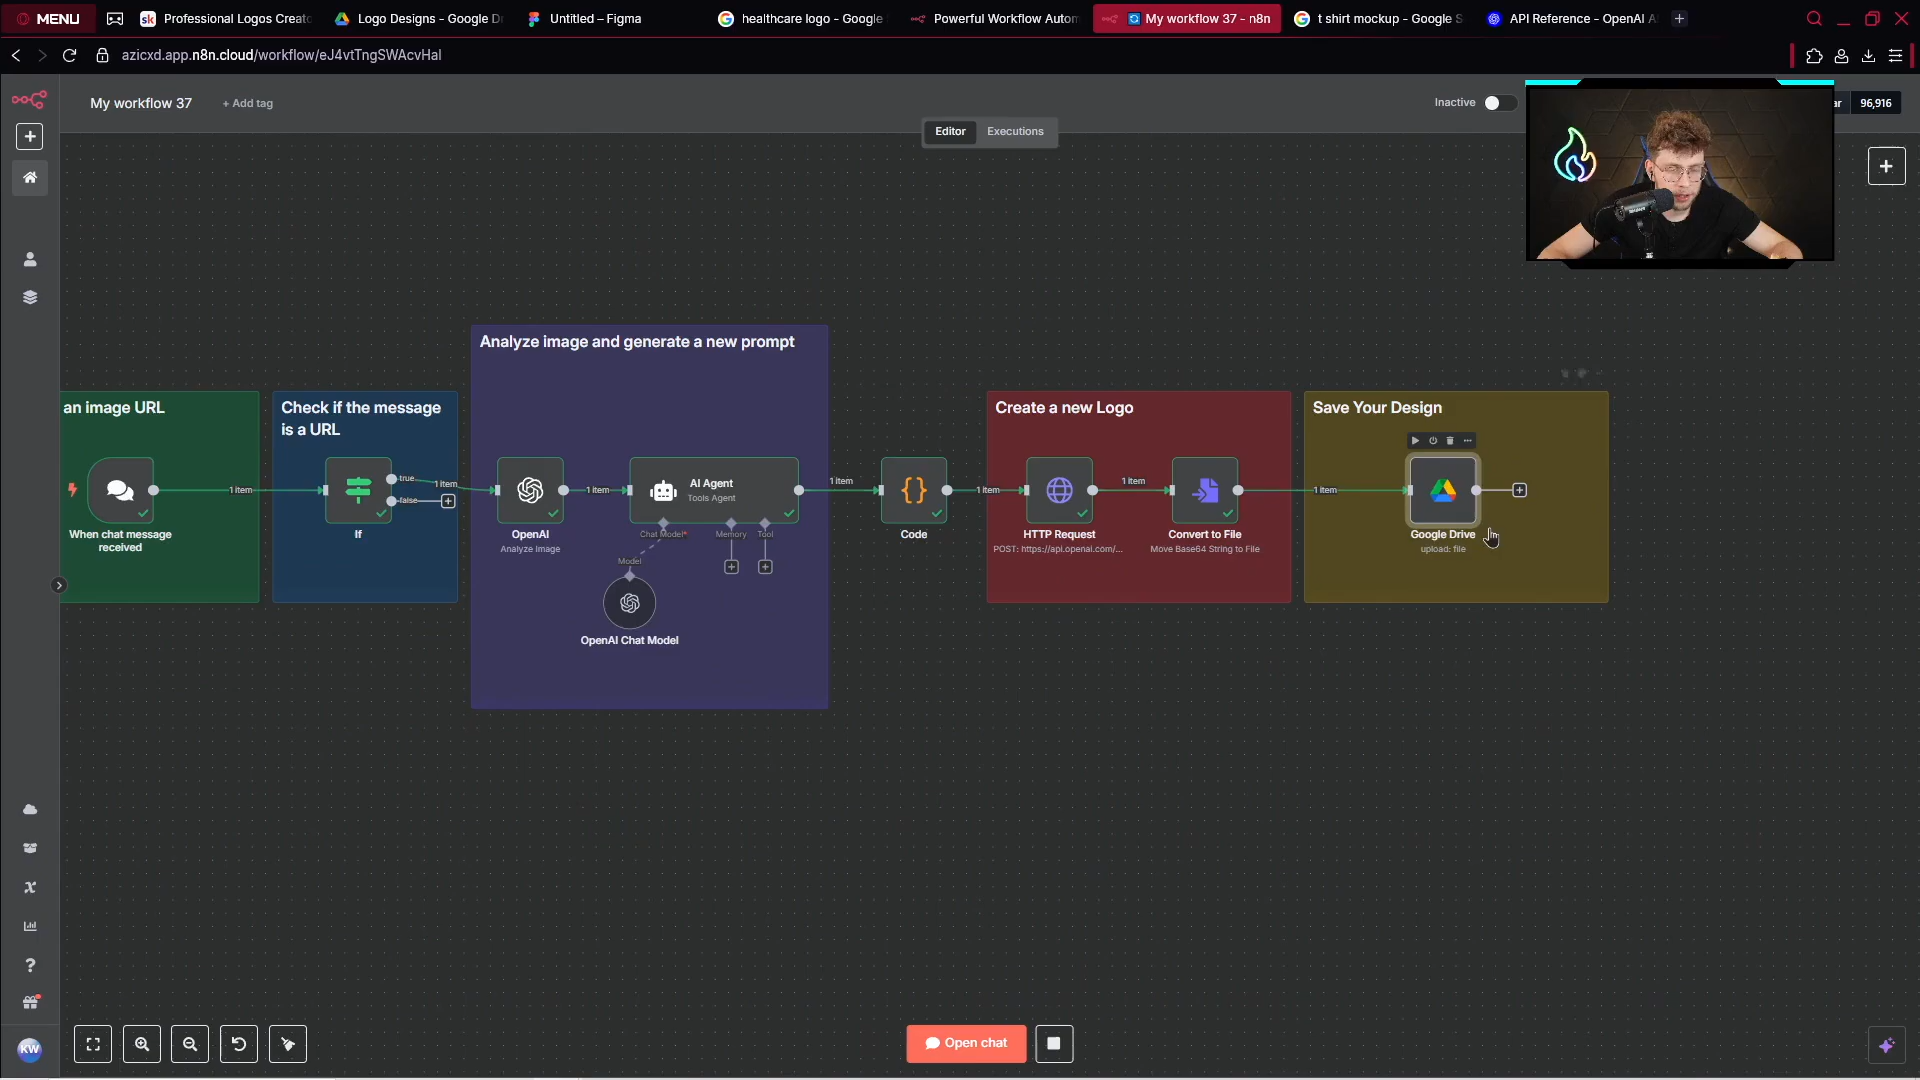 MENU
sk Professional Logos Creato
Logo Designs - Google D
Untitled – Figma
healthcare logo - Google
Powerful Workflow Autom
My workflow 37 - n8n
t shirt mockup - Google S
API Reference - OpenAI A
azicxd.app.n8n.cloud/workflow/eJ4vtTngSWAcvHal
My workflow 37
+ Add tag
Inactive
ar
96,916
Editor
Executions
an image URL
Check if the message
is a URL
Analyze image and generate a new prompt
Create a new Logo
Save Your Design
When chat message
received
1 item
If
true
false
1 item
OpenAI
Analyze Image
1 item
AI Agent
Tools Agent
Chat Model*
Memory
Tool
Model
OpenAI Chat Model
1 item
{}
Code
1 item
HTTP Request
POST: https://api.openai.com/...
1 item
Convert to File
Move Base64 String to File
1 item
Google Drive
upload: file
KW
Open chat